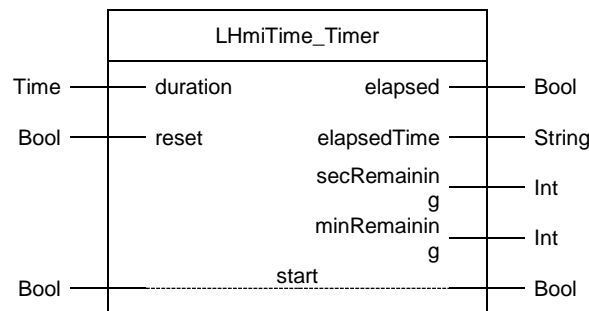 LHmiTime_Timer
Time duration elapsed Bool
Bool reset elapsedTime String
secRemainin
g Int
minRemainin
g Int
start
Bool Bool